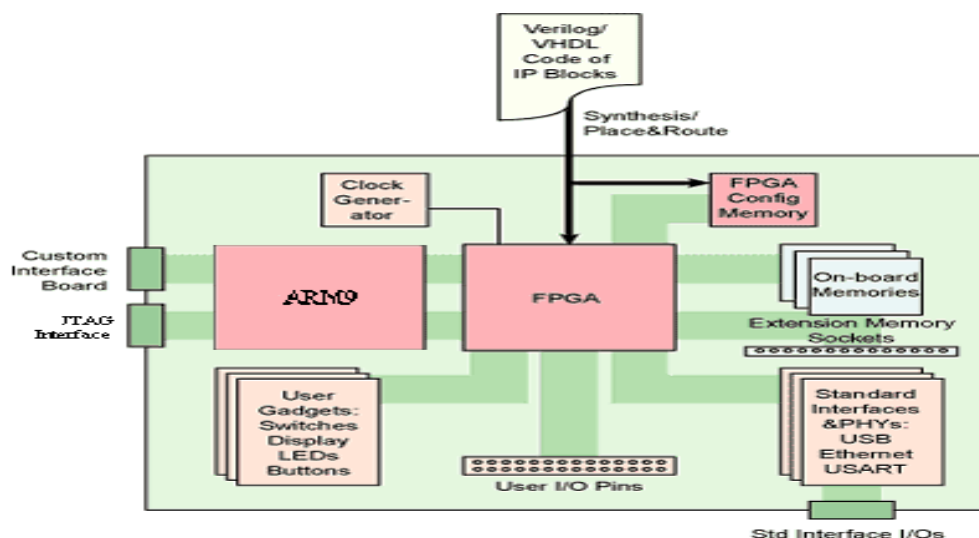 Verilog/
VHDL
Code of
IP Blocks
Synthesis/
Place&Route
Clock
Gener-
ator
FPGA
Config
Memory
Custom
Interface
Board
ARM9
FPGA
On-board
Memories
JTAG
Interface
Extension Memory
Sockets
User
Gadgets:
Switches
Display
LEDs
Buttons
Standard
Interfaces
&PHYs:
USB
Ethernet
USART
User I/O Pins
Std Interface I/Os